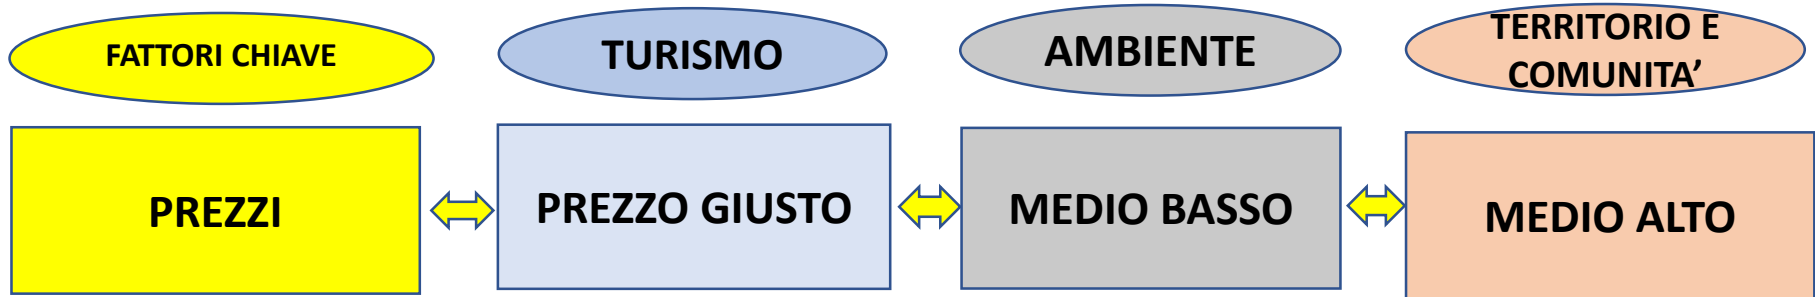 FATTORI CHIAVE
TURISMO
AMBIENTE
TERRITORIO E
COMUNITA’
PREZZI
PREZZO GIUSTO
MEDIO BASSO
MEDIO ALTO